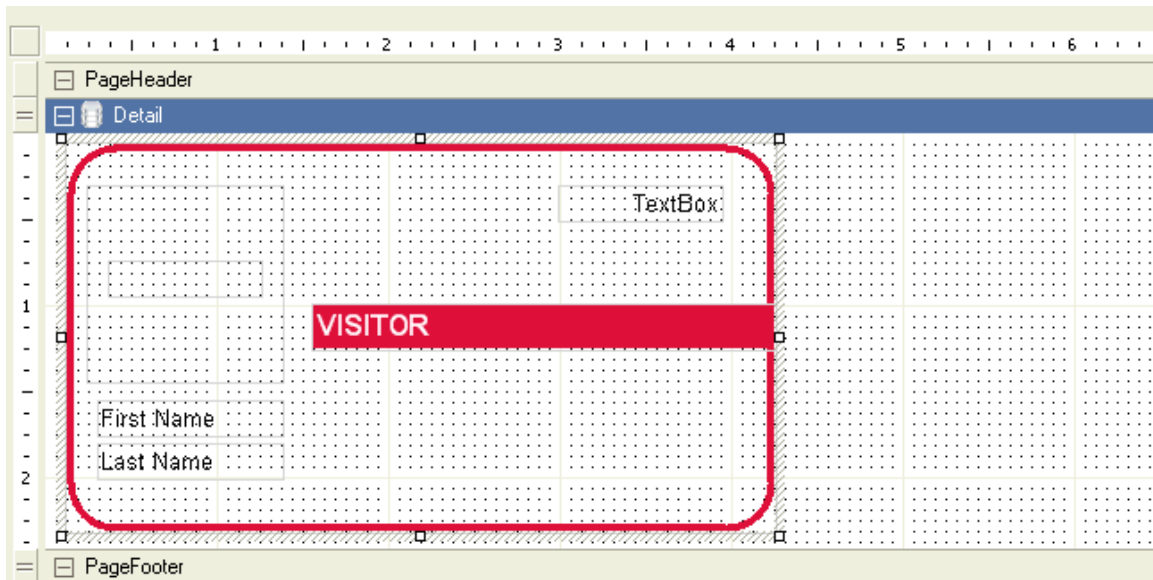 1 2 3 4 5 6
PageHeader
Detail
TextBox
1
VISITOR
First Name
Last Name
2
PageFooter